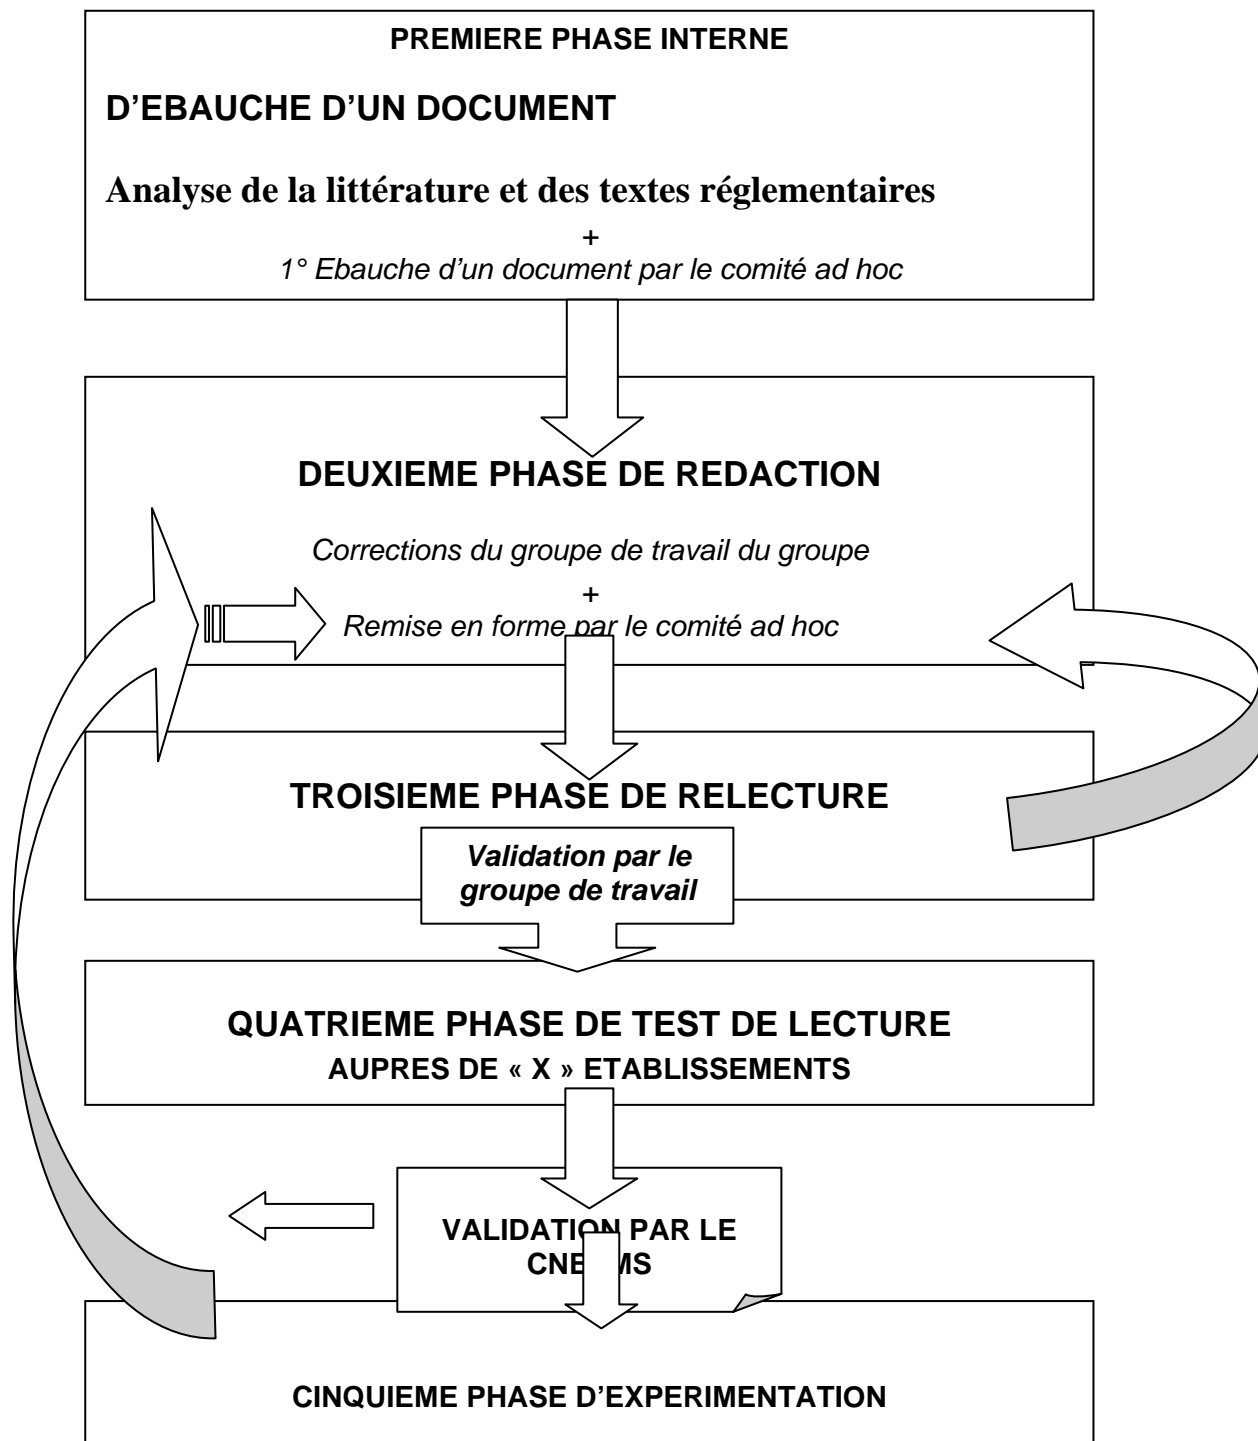 PREMIERE PHASE INTERNE
D’EBAUCHE D’UN DOCUMENT
Analyse de la littérature et des textes réglementaires
+
1° Ebauche d’un document par le comité ad hoc
DEUXIEME PHASE DE REDACTION
Corrections du groupe de travail du groupe
+
Remise en forme par le comité ad hoc
TROISIEME PHASE DE RELECTURE
Validation par le
groupe de travail
QUATRIEME PHASE DE TEST DE LECTURE
AUPRES DE « X » ETABLISSEMENTS
VALIDATION PAR LE
CINQUIEME PHASE D’EXPERIMENTATION